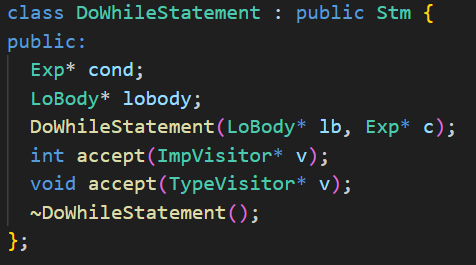 class DoWhileStatement : public Stm {
public:
  Exp* cond;
  LoBody* lobody;
  DoWhileStatement(LoBody* lb, Exp* c);
  int accept(ImpVisitor* v);
  void accept(TypeVisitor* v);
  ~DoWhileStatement();
};